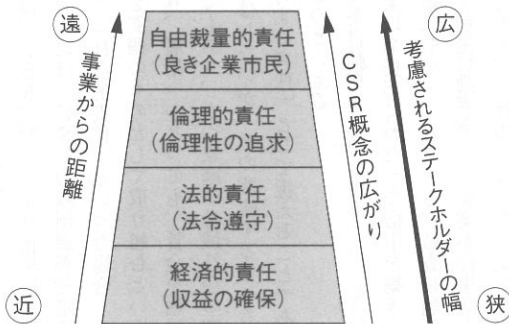 遠
広
自由裁量的責任
(良き企業市民)
倫理的責任
(倫理性の追求)
法的責任
(法令遵守)
経済的責任
(収益の確保)
事業からの距離
CSR概念の広がり
考慮されるステークホルダーの幅
近
狭